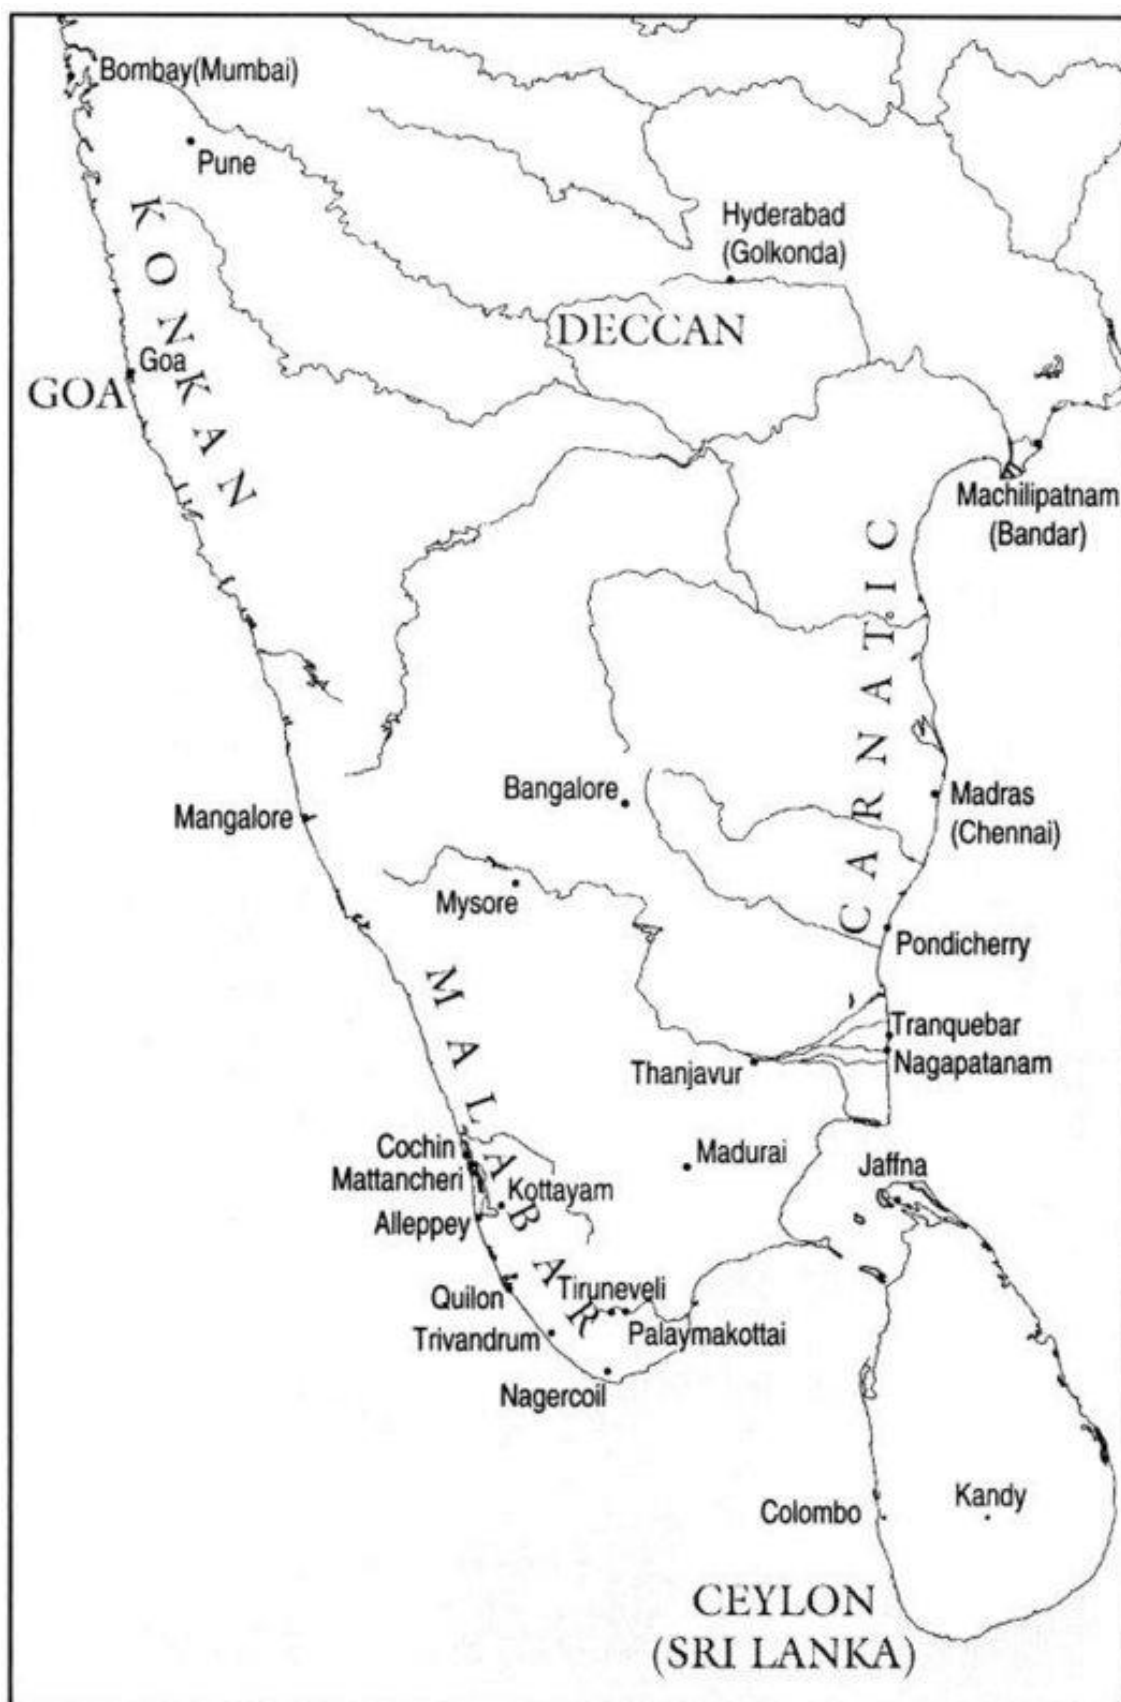 Bombay(Mumbai)
Pune
KONKAN
Hyderabad
(Golkonda)
DECCAN
Goa
GOA
Machilipatnam
(Bandar)
CARNATIC
Bangalore
Madras
(Chennai)
Mangalore
Mysore
Pondicherry
MALABAR
Tranquebar
Nagapatanam
Thanjavur
Cochin
Madurai
Jaffna
Mattancheri
Kottayam
Alleppey
Tiruneveli
Quilon
Trivandrum
Palaymakottai
Nagercoil
Colombo
Kandy
CEYLON
(SRI LANKA)